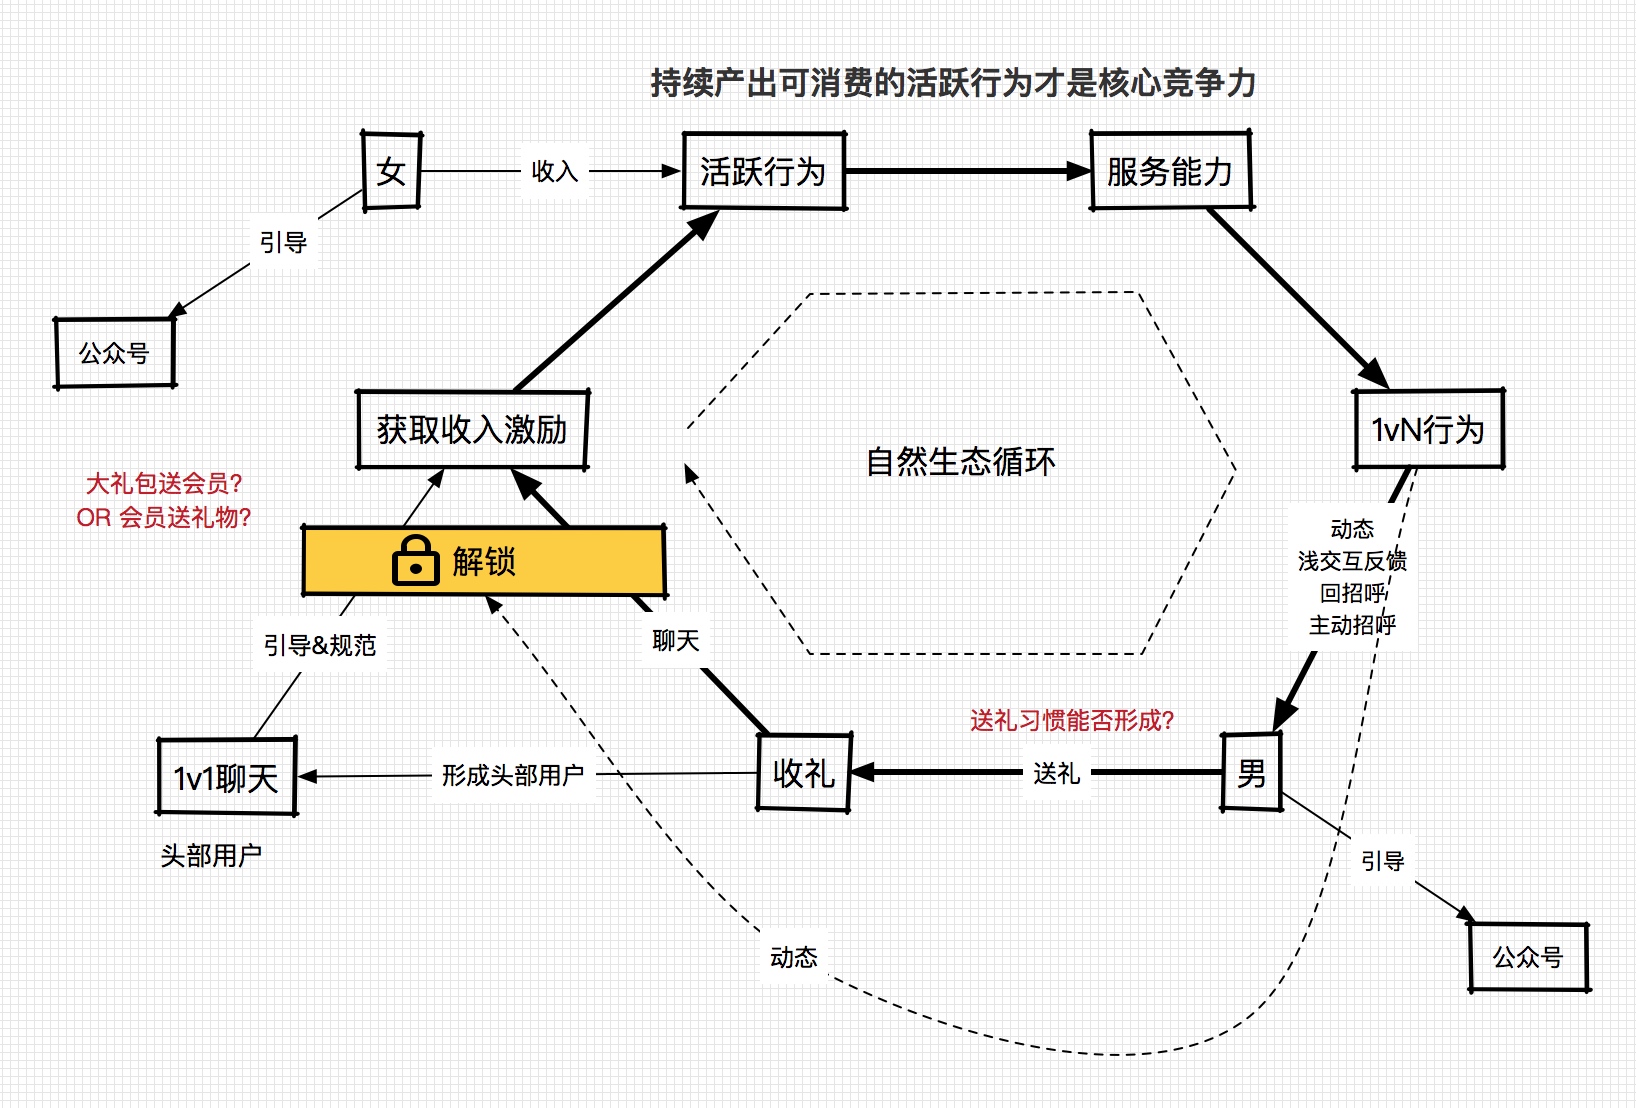 持续产出可消费的活跃行为才是核心竞争力
女
收入
活跃行为
服务能力
引导
公众号
获取收入激励
1vN行为
自然生态循环
大礼包送会员?
OR 会员送礼物?
解锁
动态
浅交互反馈
回招呼
主动招呼
引导&规范
聊天
送礼习惯能否形成?
1v1聊天
形成头部用户
收礼
送礼
男
头部用户
引导
动态
公众号